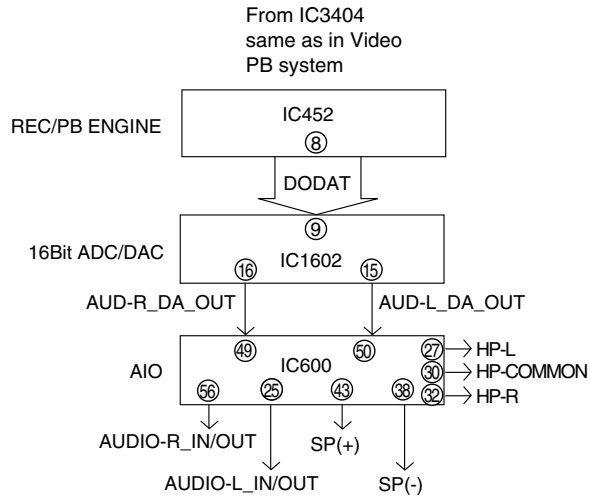 From IC3404
same as in Video
PB system
REC/PB ENGINE
IC452
8
DODAT
9
16Bit ADC/DAC
IC1602
16
15
AUD-R_DA_OUT
AUD-L_DA_OUT
49
50
27
HP-L
AIO
IC600
30
HP-COMMON
56
25
43
38
32
HP-R
AUDIO-R_IN/OUT
SP(+)
AUDIO-L_IN/OUT
SP(-)